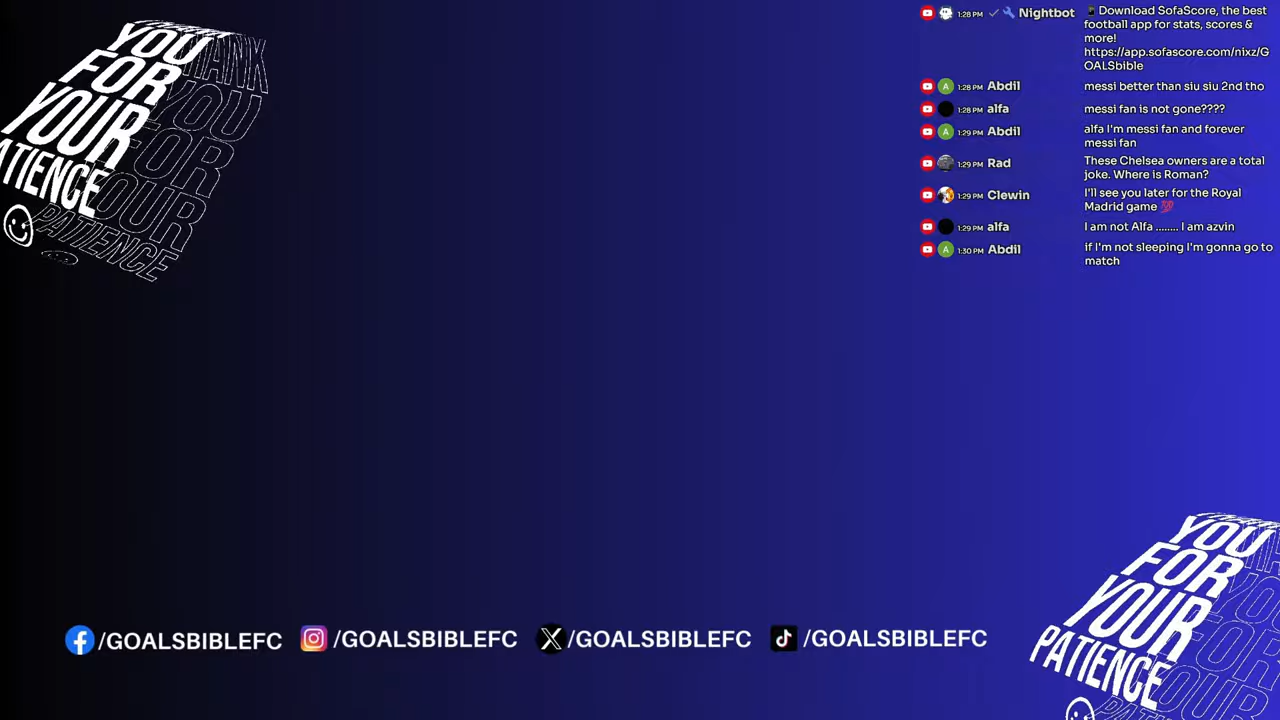 YOU THANK
FOR YOU
YOUR FOR
PATIENCE YOUR
PATIENCE
1:28 PM Nightbot 📱 Download SofaScore, the best
football app for stats, scores &
more!
https://app.sofascore.com/nixz/G
OALSbible
A 1:28 PM Abdil messi better than siu siu 2nd tho
1:28 PM alfa messi fan is not gone????
A 1:29 PM Abdil alfa I'm messi fan and forever
messi fan
1:29 PM Rad These Chelsea owners are a total
joke. Where is Roman?
1:29 PM Clewin I'll see you later for the Royal
Madrid game 💯
1:29 PM alfa I am not Alfa ........ I am azvin
A 1:30 PM Abdil if I'm not sleeping I'm gonna go to
match
/GOALSBIBLEFC /GOALSBIBLEFC /GOALSBIBLEFC /GOALSBIBLEFC
YOU
FOR
YOUR
PATIENCE